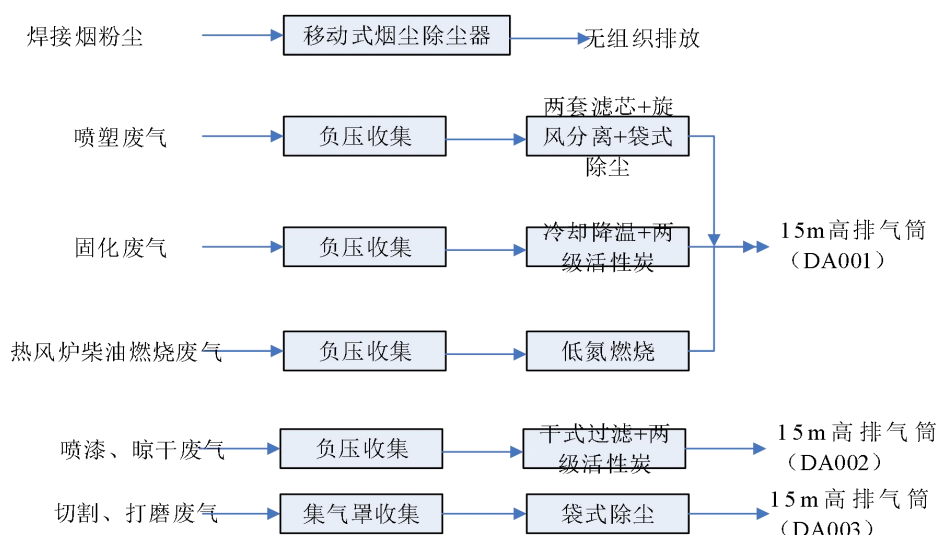 焊接烟粉尘
移动式烟尘除尘器
无组织排放
喷塑废气
负压收集
两套滤芯+旋
风分离+袋式
除尘
固化废气
负压收集
冷却降温+两
级活性炭
15m高排气筒
（DA001）
热风炉柴油燃烧废气
负压收集
低氮燃烧
喷漆、晾干废气
负压收集
干式过滤+两
级活性炭
15m高排气筒
（DA002）
切割、打磨废气
集气罩收集
袋式除尘
15m高排气筒
（DA003）